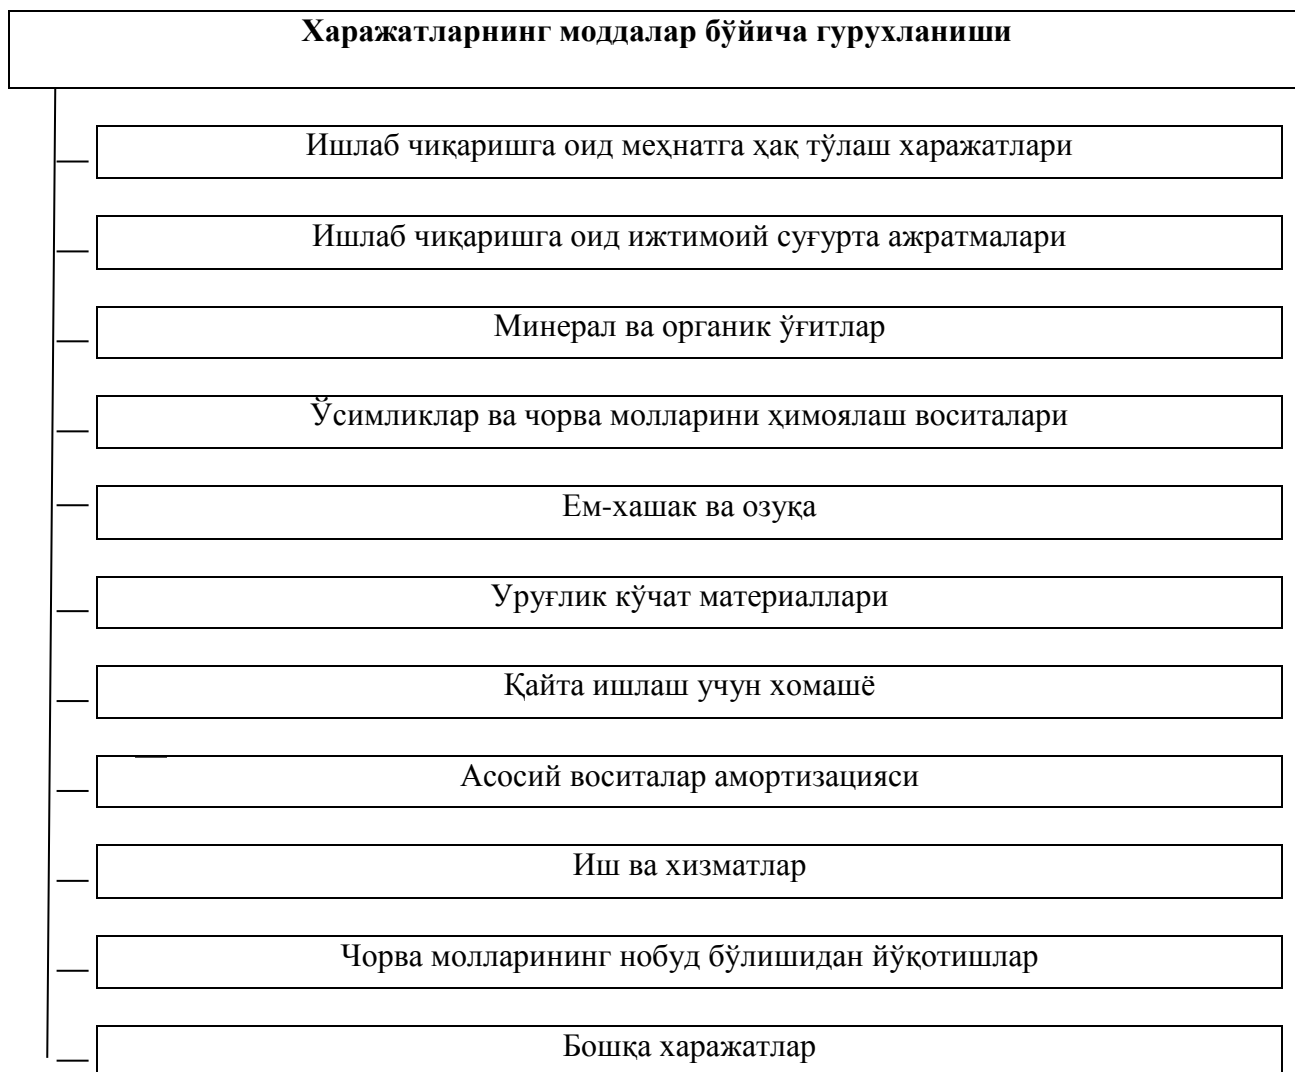 Харажатларнинг моддалар бўйича гурухланиши
Ишлаб чиқаришга оид меҳнатга ҳақ тўлаш харажатлари
Ишлаб чиқаришга оид ижтимоий суғурта ажратмалари
Минерал ва органик ўғитлар
Ўсимликлар ва чорва молларини ҳимоялаш воситалари
Ем-хашак ва озуқа
Уруғлик кўчат материаллари
Қайта ишлаш учун хомашё
Асосий воситалар амортизацияси
Иш ва хизматлар
Чорва молларининг нобуд бўлишидан йўқотишлар
Бошқа харажатлар